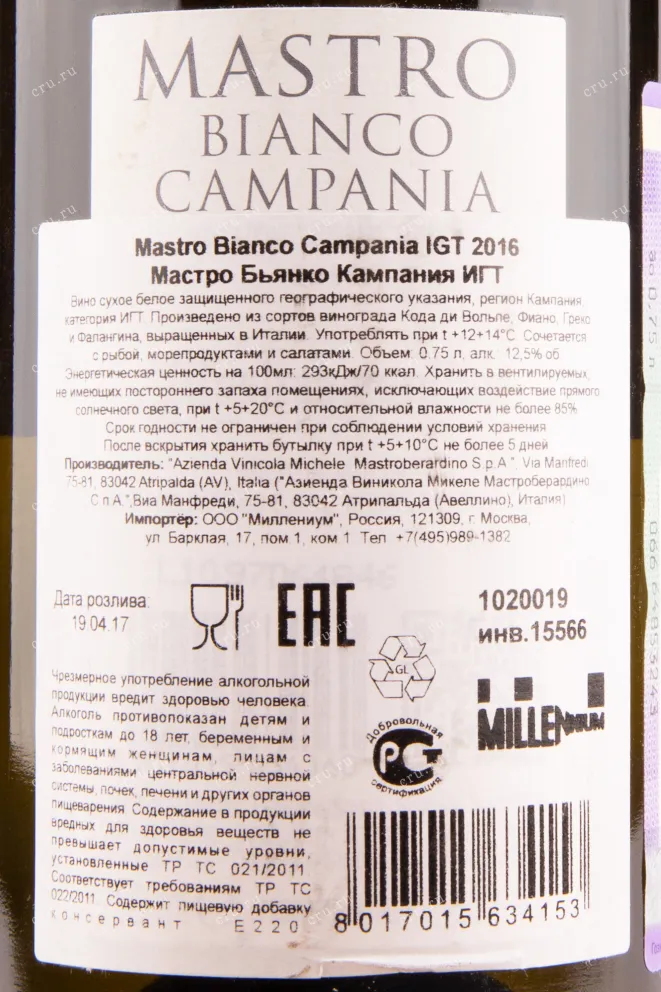 MASTRO
BIANCO
CAMPANIA
Mastro Bianco Campania IGT 2016
Мастро Бьянко Кампания ИГТ
Вино сухое белое защищенного географического указания, регион Кампания,
категория ИГТ. Произведено из сортов винограда Кода ди Вольпе, Фиано, Греко
и Фалангина, выращенных в Италии. Употреблять при t +12+14°С. Сочетается
с рыбой, морепродуктами и салатами. Объем: 0.75 л, алк. 12,5% об.
Энергетическая ценность на 100мл: 293кДж/70 ккал. Хранить в вентилируемых,
не имеющих постороннего запаха помещениях, исключающих воздействие прямого
солнечного света, при t +5+20°С и относительной влажности не более 85%
Срок годности не ограничен при соблюдении условий хранения
После вскрытия хранить бутылку при t +5+10°С не более 5 дней
Производитель: "Azienda Vinicola Michele Mastroberardino S.p.A.", Via Manfredi,
75-81, 83042 Atripalda (AV), Italia ("Азиенда Виникола Микеле Мастроберардино
С.п.А.",Виа Манфреди, 75-81, 83042 Атрипальда (Авеллино), Италия)
Импортёр: ООО "Миллениум", Россия, 121309, г. Москва,
ул. Барклая, 17, пом 1, ком 1 Тел. +7(495)989-1382
Дата розлива:
19.04.17
EAC
1020019
инв.15566
GL
MILLENNIUM
Добровольная
РСТ
сертификация
Чрезмерное употребление алкогольной
продукции вредит здоровью человека.
Алкоголь противопоказан детям и
подросткам до 18 лет, беременным и
кормящим женщинам, лицам с
заболеваниями центральной нервной
системы, почек, печени и других органов
пищеварения. Содержание в продукции
вредных для здоровья веществ не
превышает допустимые уровни,
установленные ТР ТС 021/2011.
Соответствует требованиям ТР ТС
022/2011. Содержит пищевую добавку
консервант Е220
8 017015 634153
cru.ru